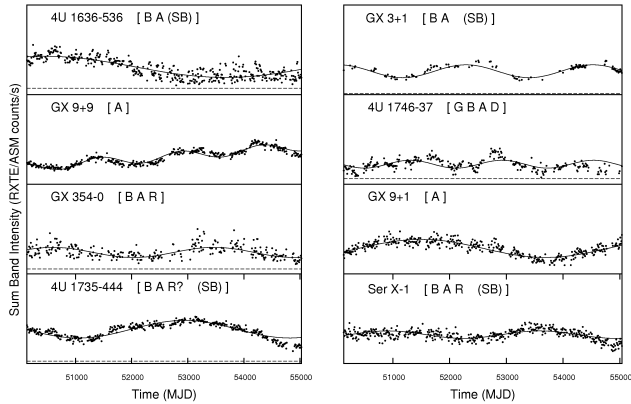 4U 1636-536 [ B A (SB) ]
GX 9+9 [ A ]
GX 354-0 [ B A R ]
4U 1735-444 [ B A R? (SB) ]
Sum Band Intensity (RXTE/ASM counts/s)
51000 52000 53000 54000 55000
Time (MJD)
GX 3+1 [ B A (SB) ]
4U 1746-37 [ G B A D ]
GX 9+1 [ A ]
Ser X-1 [ B A R (SB) ]
51000 52000 53000 54000 55000
Time (MJD)